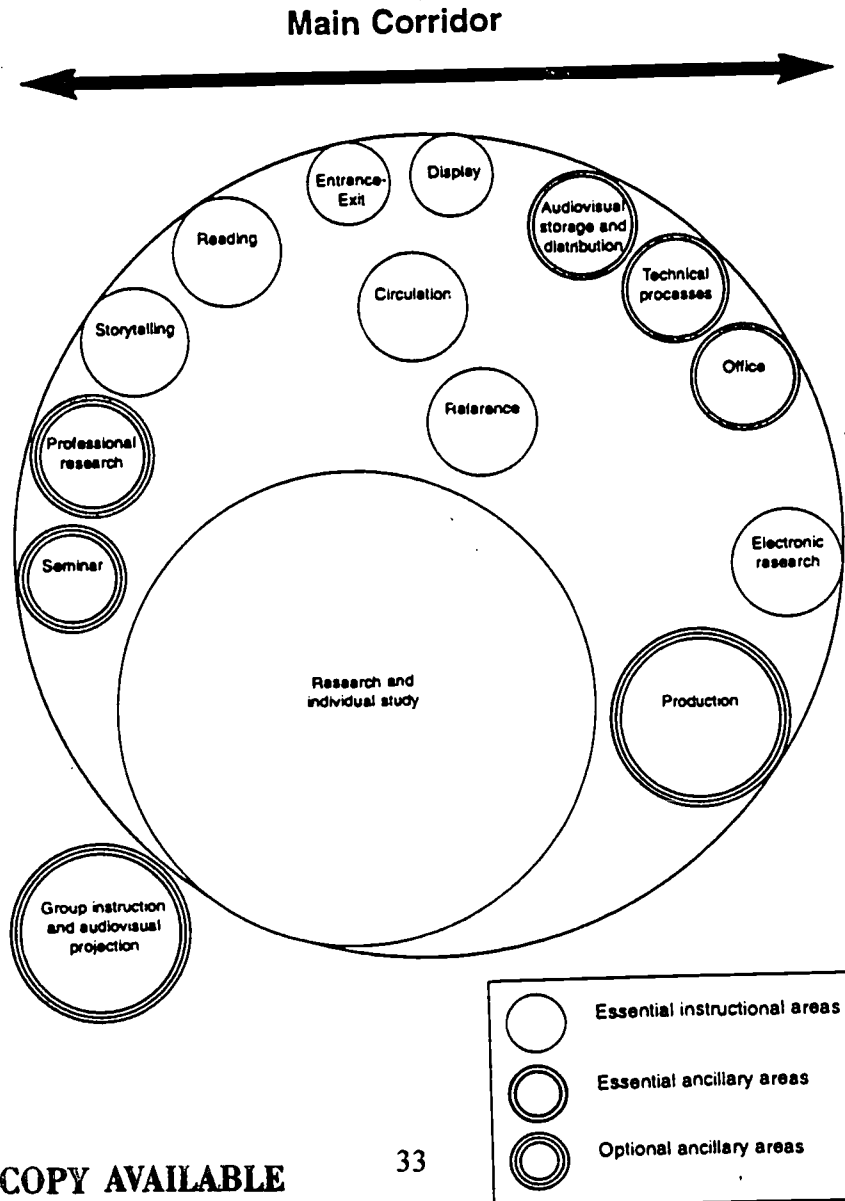 Main Corridor
Entrance-
Exit
Display
Audiovisual
storage and
distribution
Reading
Technical
processes
Circulation
Storytelling
Office
Reference
Professional
research
Electronic
research
Seminar
Research and
individual study
Production
Group instruction
and audiovisual
projection
Essential instructional areas
Essential ancillary areas
Optional ancillary areas
COPY AVAILABLE
33